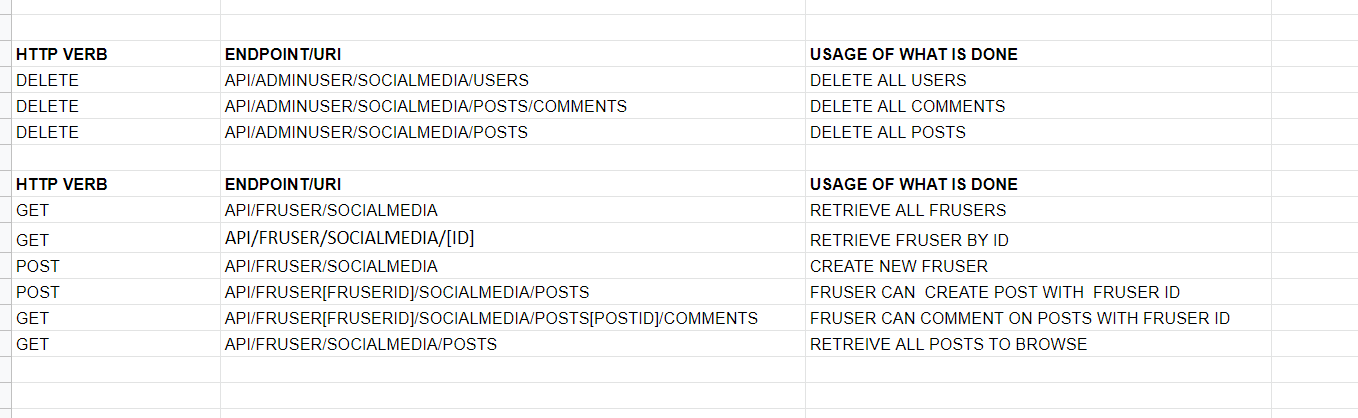 HTTP VERB ENDPOINT/URI USAGE OF WHAT IS DONE
DELETE API/ADMINUSER/SOCIALMEDIA/USERS DELETE ALL USERS
DELETE API/ADMINUSER/SOCIALMEDIA/POSTS/COMMENTS DELETE ALL COMMENTS
DELETE API/ADMINUSER/SOCIALMEDIA/POSTS DELETE ALL POSTS
HTTP VERB ENDPOINT/URI USAGE OF WHAT IS DONE
GET API/FRUSER/SOCIALMEDIA RETRIEVE ALL FRUSERS
GET API/FRUSER/SOCIALMEDIA/[ID] RETRIEVE FRUSER BY ID
POST API/FRUSER/SOCIALMEDIA CREATE NEW FRUSER
POST API/FRUSER[FRUSERID]/SOCIALMEDIA/POSTS FRUSER CAN  CREATE POST WITH  FRUSER ID
GET API/FRUSER[FRUSERID]/SOCIALMEDIA/POSTS[POSTID]/COMMENTS FRUSER CAN COMMENT ON POSTS WITH FRUSER ID
GET API/FRUSER/SOCIALMEDIA/POSTS RETREIVE ALL POSTS TO BROWSE